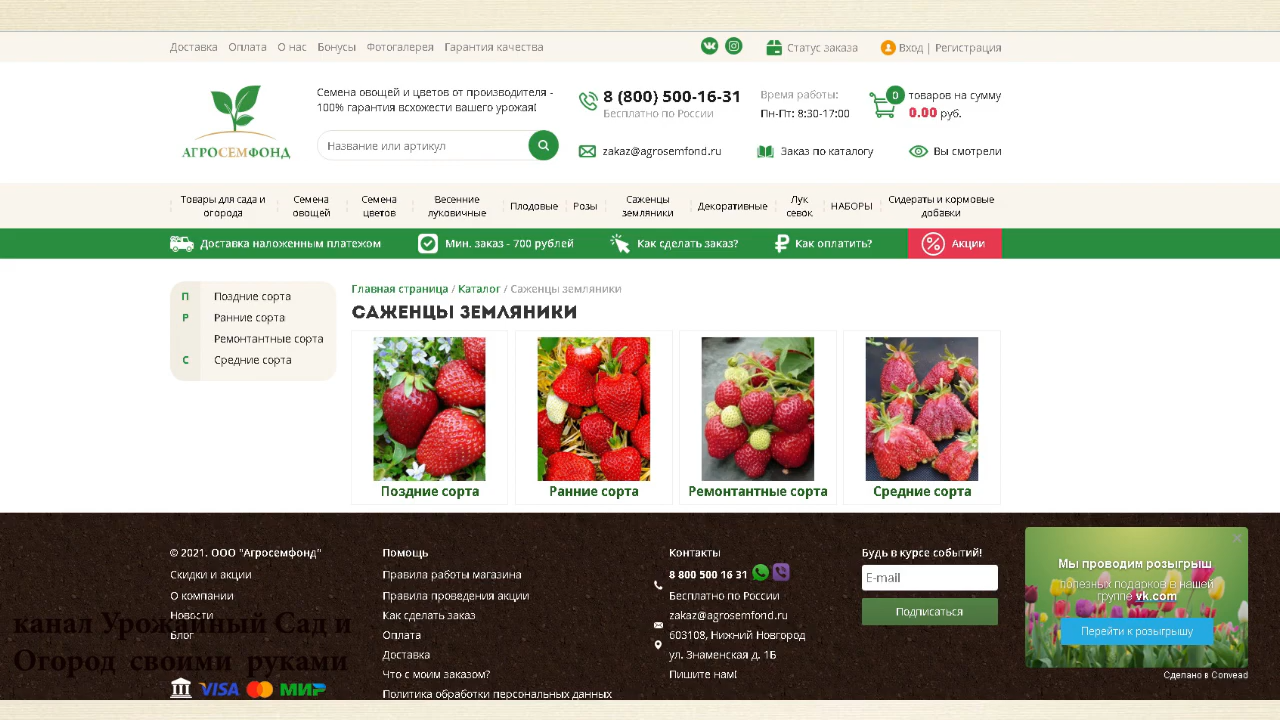 Доставка Оплата О нас Бонусы Фотогалерея Гарантия качества
Статус заказа
Вход | Регистрация
АГРОСЕМФОНД
Семена овощей и цветов от производителя -
100% гарантия всхожести вашего урожая!
Название или артикул
8 (800) 500-16-31
Бесплатно по России
Время работы:
Пн-Пт: 8:30-17:00
0
товаров на сумму
0.00 руб.
zakaz@agrosemfond.ru
Заказ по каталогу
Вы смотрели
Товары для сада и
огорода
Семена
овощей
Семена
цветов
Весенние
луковичные
Плодовые
Розы
Саженцы
земляники
Декоративные
Лук
севок
НАБОРЫ
Сидераты и кормовые
добавки
Доставка наложенным платежом
Мин. заказ - 700 рублей
Как сделать заказ?
Как оплатить?
Акции
П Поздние сорта
Р Ранние сорта
Ремонтантные сорта
С Средние сорта
Главная страница / Каталог / Саженцы земляники
САЖЕНЦЫ ЗЕМЛЯНИКИ
Поздние сорта
Ранние сорта
Ремонтантные сорта
Средние сорта
© 2021. ООО "Агросемфонд"
Скидки и акции
О компании
Новости
Блог
канал Урожайный Сад и
Огород своими руками
VISA МИР
Помощь
Правила работы магазина
Правила проведения акции
Как сделать заказ
Оплата
Доставка
Что с моим заказом?
Политика обработки персональных данных
Контакты
8 800 500 16 31
Бесплатно по России
zakaz@agrosemfond.ru
603108, Нижний Новгород
ул. Знаменская д. 1Б
Пишите нам!
Будь в курсе событий!
E-mail
Подписаться
Мы проводим розыгрыш
полезных подарков в нашей
группе vk.com
Перейти к розыгрышу
Сделано в Convead